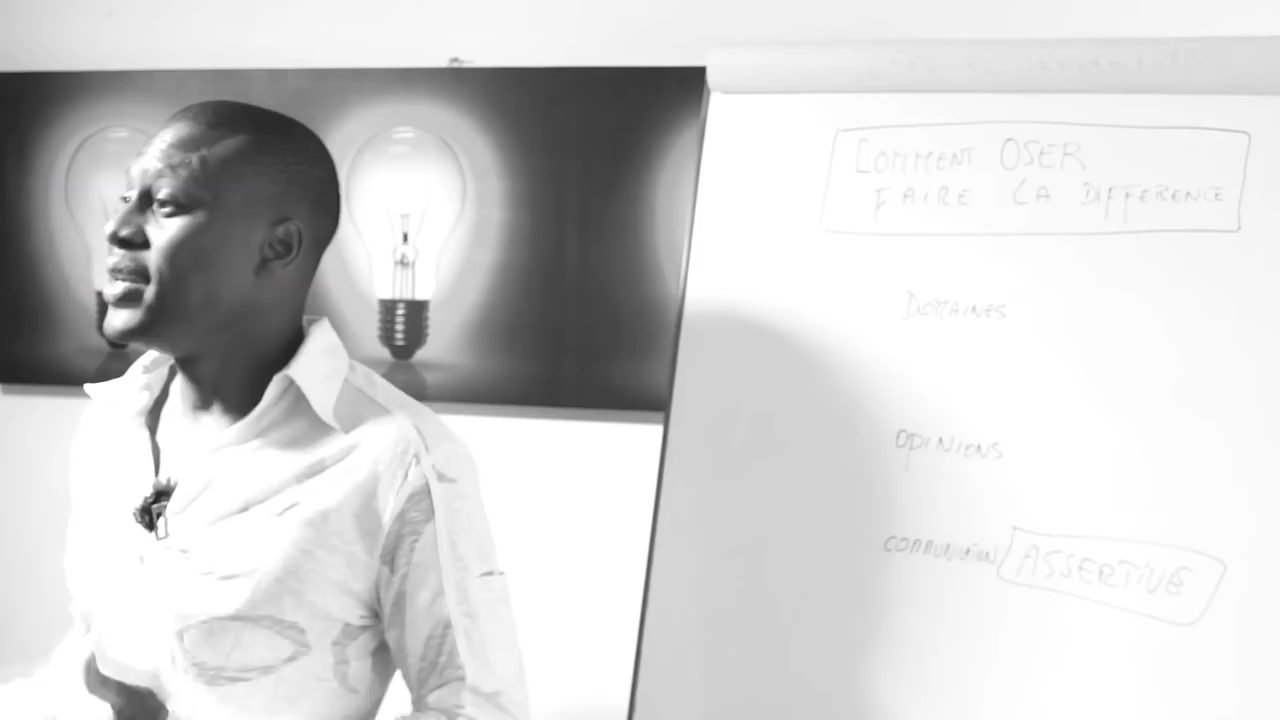 COMMENT OSER
FAIRE LA DIFFERENCE
DOMAINES
OPINIONS
COMMUNICATION ASSERTIVE